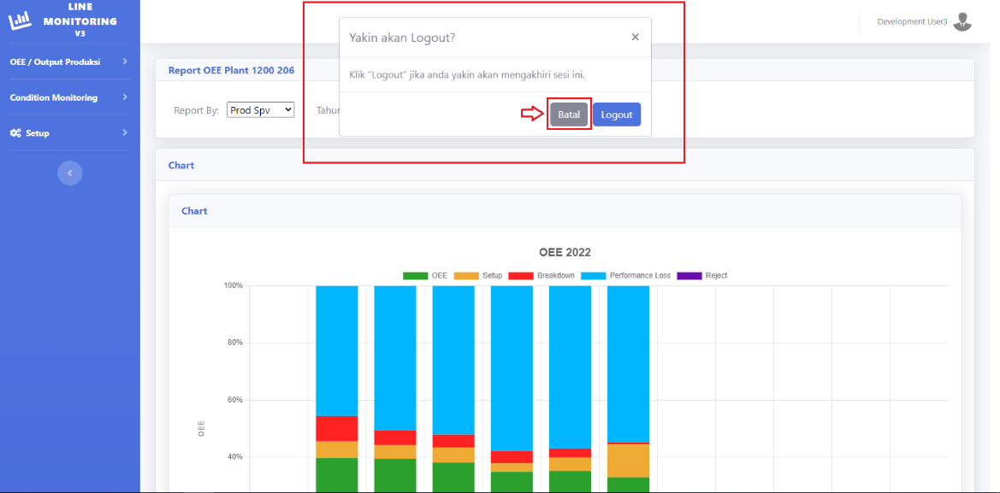 LINE
MONITORING
V3
OEE / Output Produksi
Condition Monitoring
Setup
Development User3
Yakin akan Logout?
×
Klik "Logout" jika anda yakin akan mengakhiri sesi ini.
Batal
Logout
Report OEE Plant 1200 206
Report By:
Prod Spv
Tahun
Chart
Chart
OEE 2022
OEE
Setup
Breakdown
Performance Loss
Reject
100%
80%
60%
40%
OEE